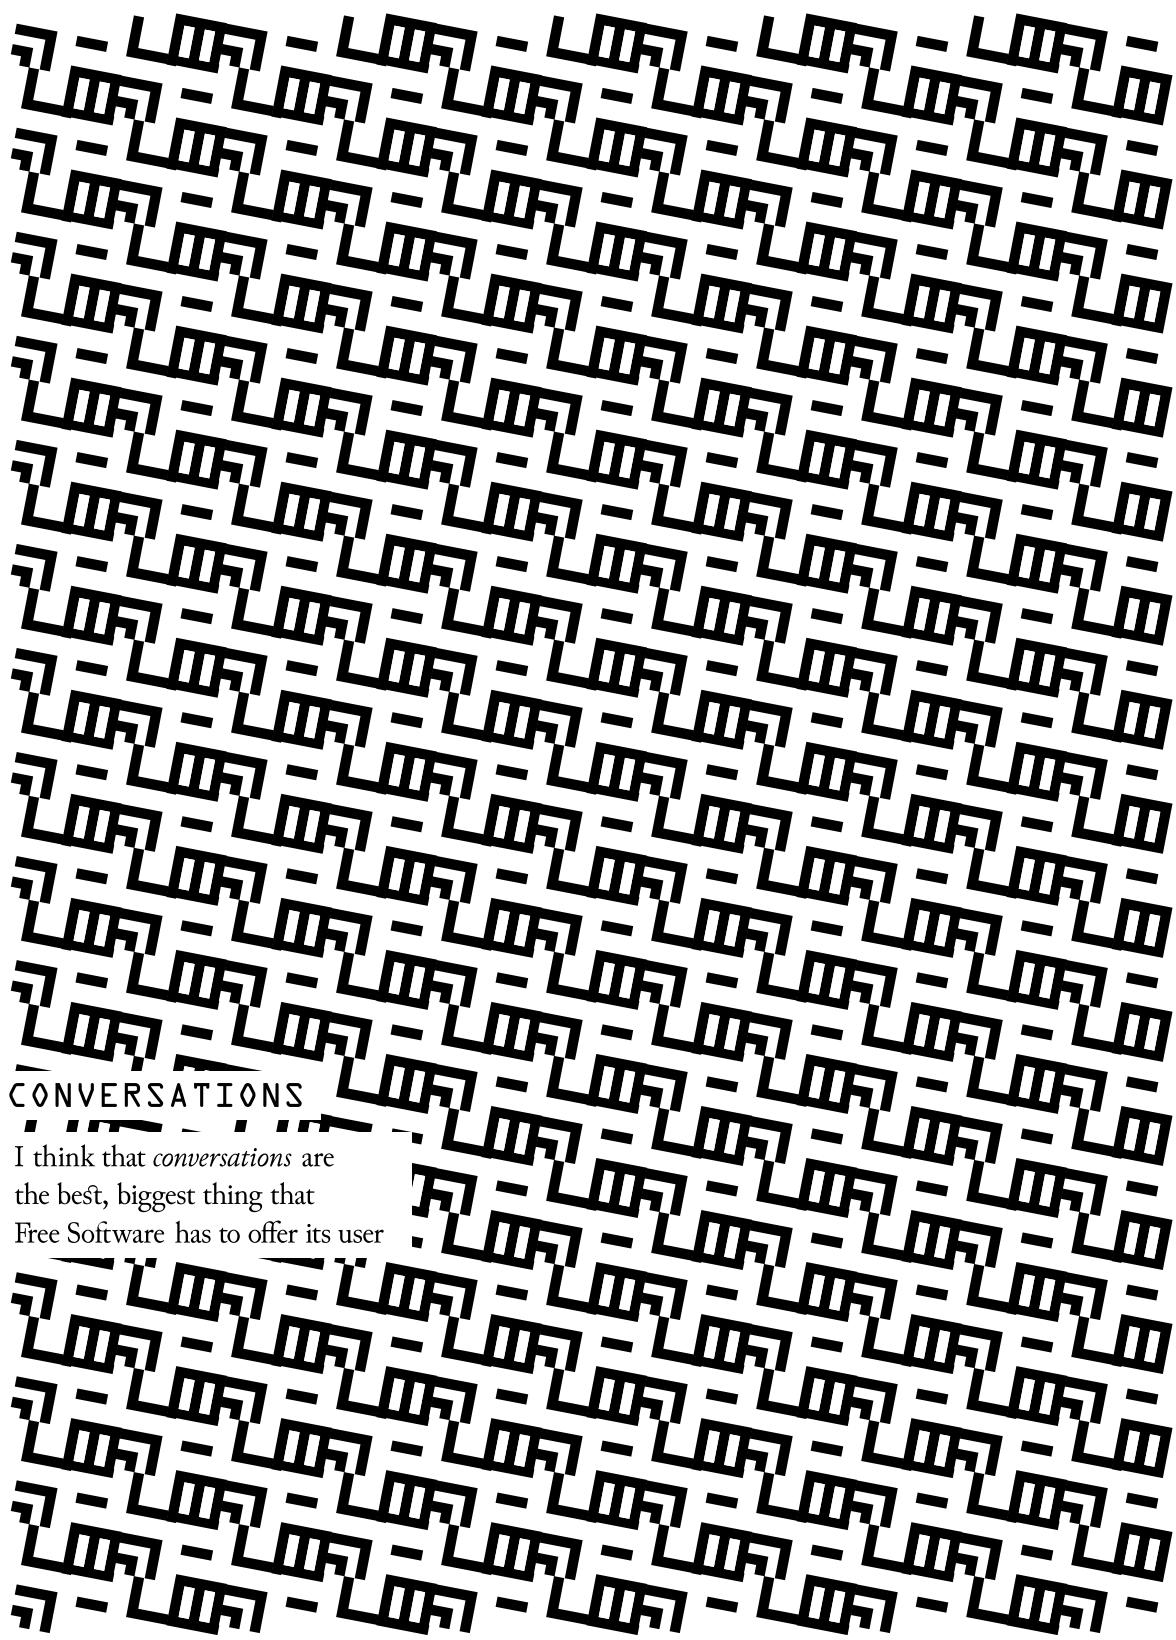 CONVERSATIONS
I think that conversations are
the best, biggest thing that
Free Software has to offer its user